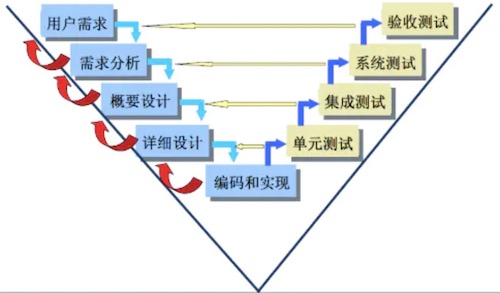 用户需求
验收测试
需求分析
系统测试
概要设计
集成测试
详细设计
单元测试
编码和实现